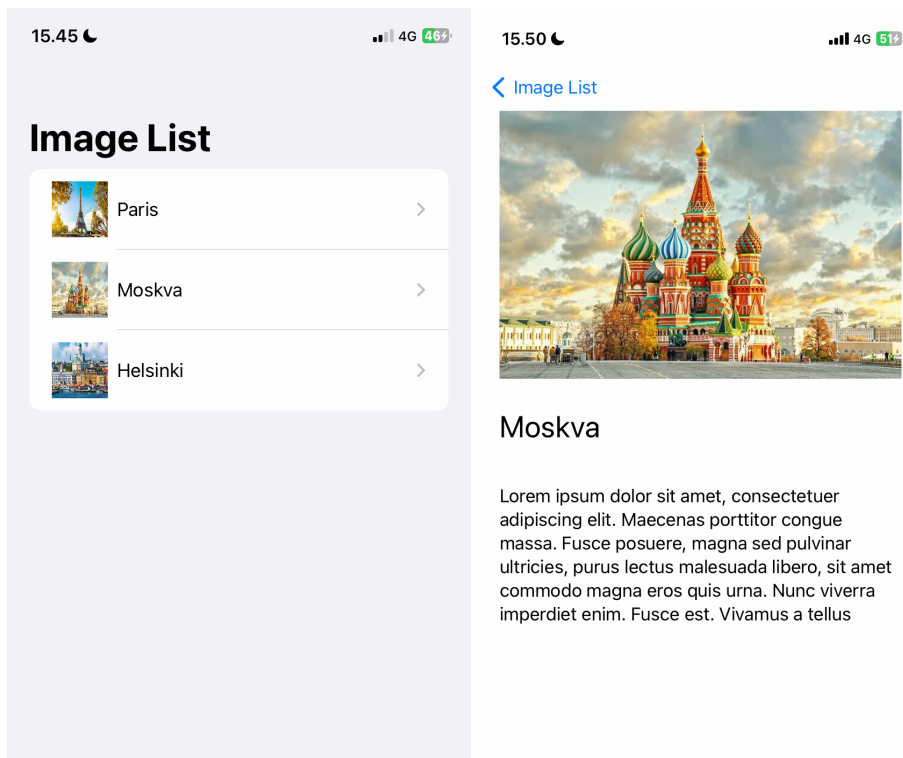 15.45
4G
46
Image List
Paris
Moskva
Helsinki
15.50
4G
51
Image List
Moskva
Lorem ipsum dolor sit amet, consectetuer
adipiscing elit. Maecenas porttitor congue
massa. Fusce posuere, magna sed pulvinar
ultricies, purus lectus malesuada libero, sit amet
commodo magna eros quis urna. Nunc viverra
imperdiet enim. Fusce est. Vivamus a tellus